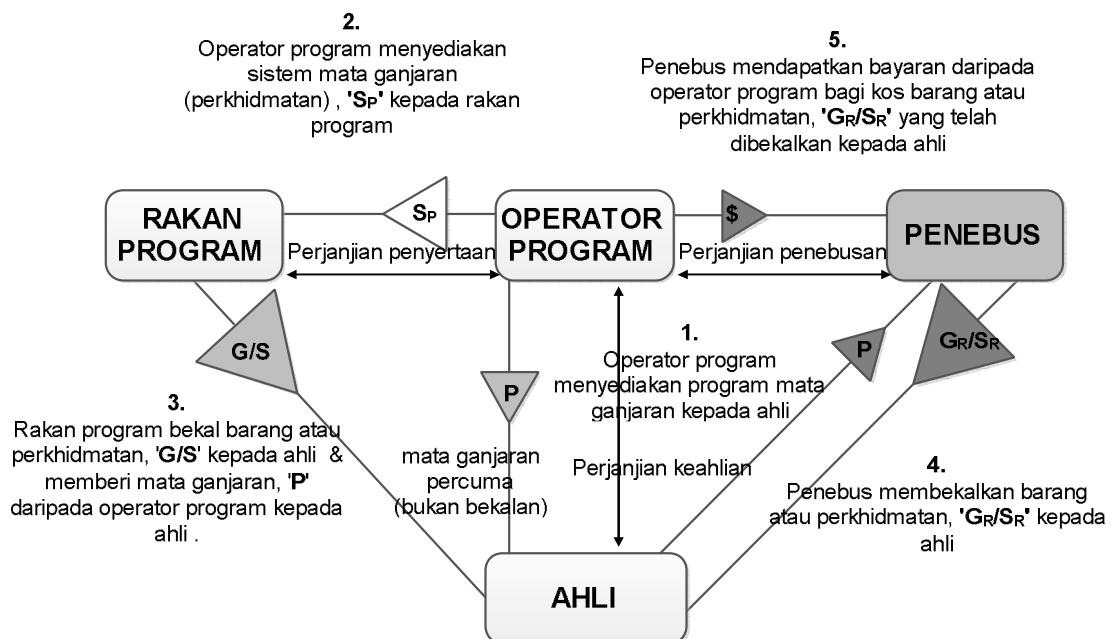 2.
Operator program menyediakan
sistem mata ganjaran
(perkhidmatan) , 'SP' kepada rakan
program
5.
Penebus mendapatkan bayaran daripada
operator program bagi kos barang atau
perkhidmatan, 'GR/SR' yang telah
dibekalkan kepada ahli
RAKAN
PROGRAM
SP
OPERATOR
PROGRAM
$
PENEBUS
Perjanjian penyertaan
Perjanjian penebusan
G/S
P
1.
Operator program
menyediakan program mata
ganjaran kepada ahli
P
GR/SR
3.
Rakan program bekal barang atau
perkhidmatan, 'G/S' kepada ahli &
memberi mata ganjaran, 'P'
daripada operator program kepada
ahli .
mata ganjaran
percuma
(bukan bekalan)
Perjanjian keahlian
4.
Penebus membekalkan barang
atau perkhidmatan, 'GR/SR' kepada
ahli
AHLI